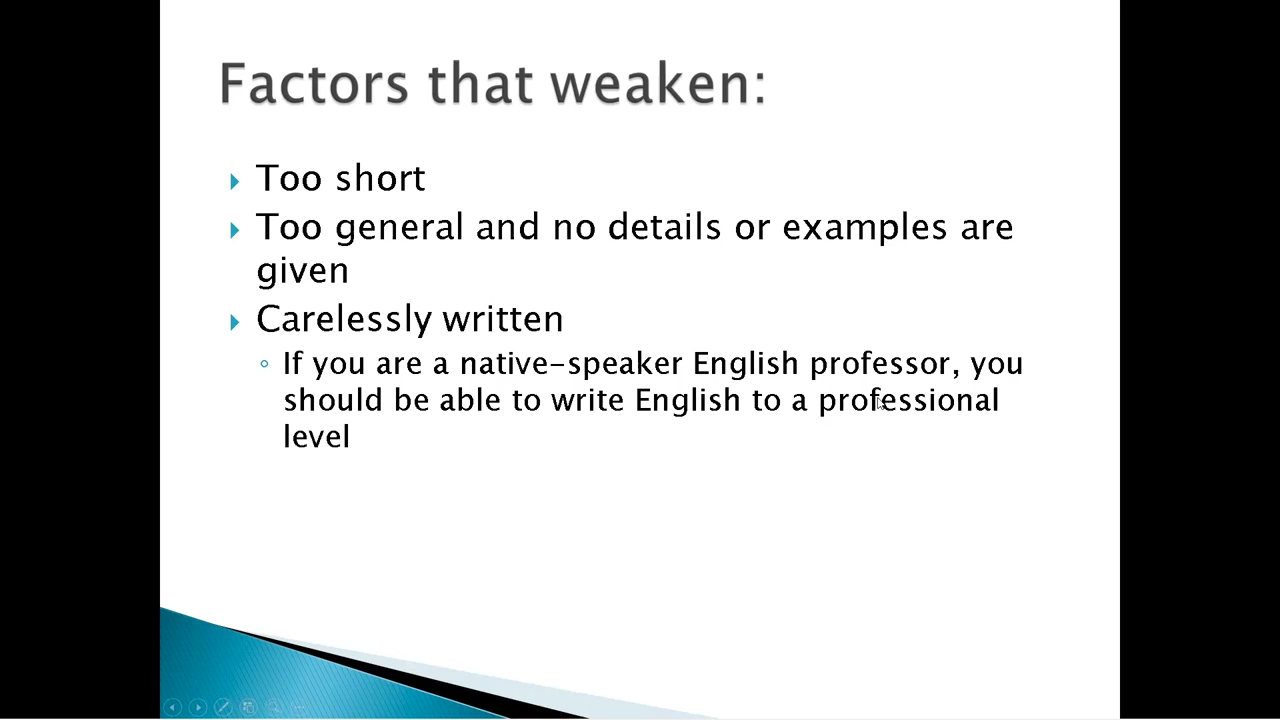 Factors that weaken:
Too short
Too general and no details or examples are
given
Carelessly written
If you are a native-speaker English professor, you
should be able to write English to a professional
level